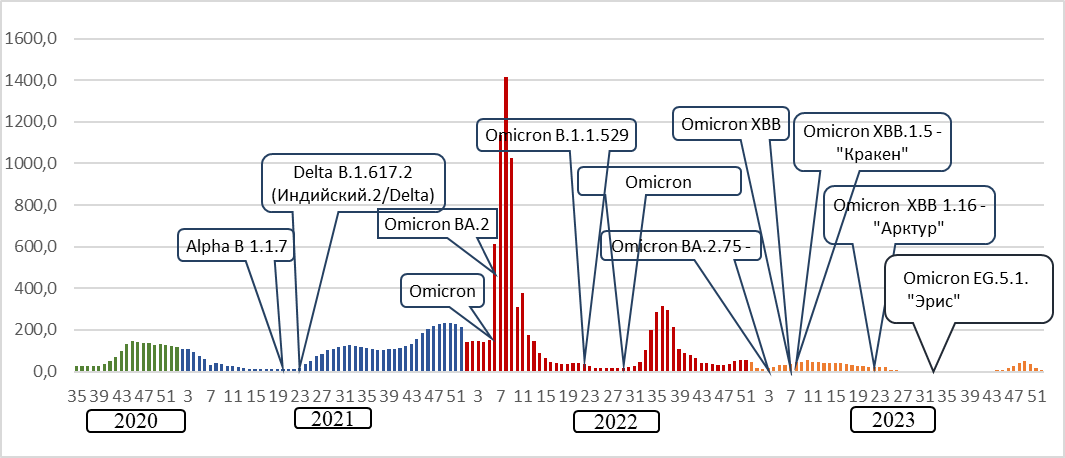 1600,0
1400,0
1200,0
1000,0
800,0
600,0
400,0
200,0
0,0
Alpha B 1.1.7
Delta B.1.617.2
(Индийский.2/Delta)
Omicron BA.2
Omicron
Omicron B.1.1.529
Omicron
Omicron BA.2.75 -
Omicron XBB
Omicron XBB.1.5 -
"Кракен"
Omicron XBB 1.16 -
"Арктур"
Omicron EG.5.1.
"Эрис"
35 39 43 47 51 3 7 11 15 19 23 27 31 35 39 43 47 51 3 7 11 15 19 23 27 31 35 39 43 47 51 3 7 11 15 19 23 27 31 35 39 43 47 51
2020 2021 2022 2023